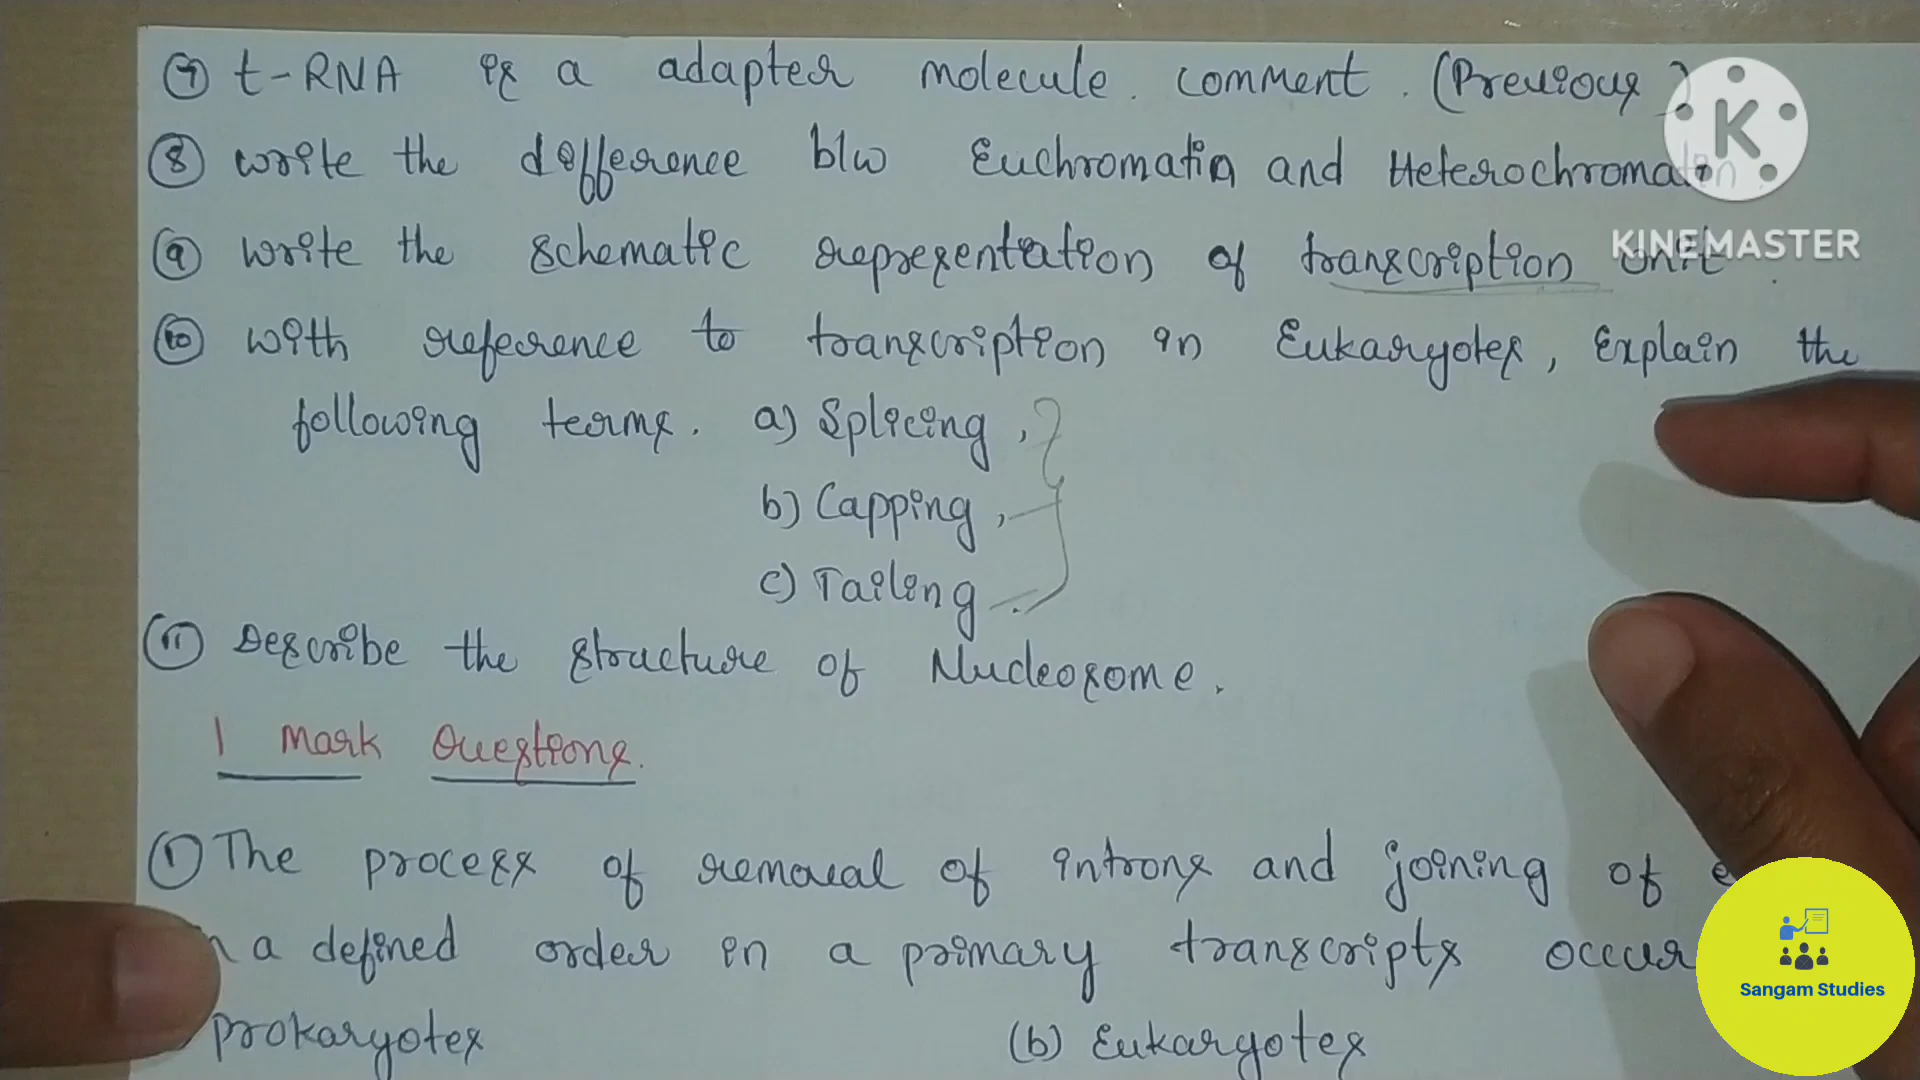 ⑦ t-RNA is a adapter molecule. comment. (Previous)
⑧ write the difference b/w Euchromatin and Heterochromatin.
⑨ write the schematic representation of transcription unit.
⑩ with reference to transcription in Eukaryotes, Explain the
following terms. a) Splicing,
b) Capping,
c) Tailing.
⑪ Describe the structure of Nucleosome.
1 Mark Questions.
① The process of removal of introns and joining of
a defined order in a primary transcripts occur
prokaryotes (b) Eukaryotes
K
KINEMASTER
Sangam Studies